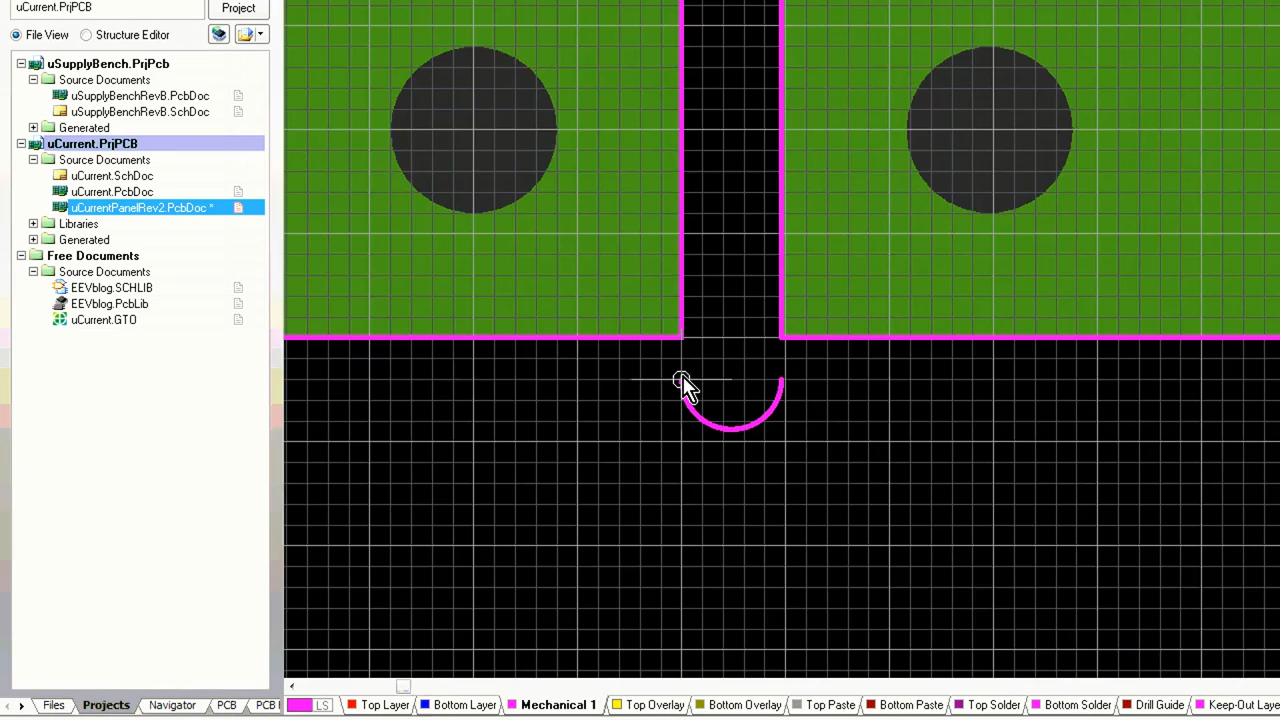 uCurrent.PrjPCB Project
File View Structure Editor
uSupplyBench.PrjPcb
Source Documents
uSupplyBenchRevB.PcbDoc
uSupplyBenchRevB.SchDoc
Generated
uCurrent.PrjPCB
Source Documents
uCurrent.SchDoc
uCurrent.PcbDoc
uCurrentPanelRev2.PcbDoc *
Libraries
Generated
Free Documents
Source Documents
EEVblog.SCHLIB
EEVblog.PcbLib
uCurrent.GTO
Files Projects Navigator PCB PCB LS Top Layer Bottom Layer Mechanical 1 Top Overlay Bottom Overlay Top Paste Bottom Paste Top Solder Bottom Solder Drill Guide Keep-Out Laye